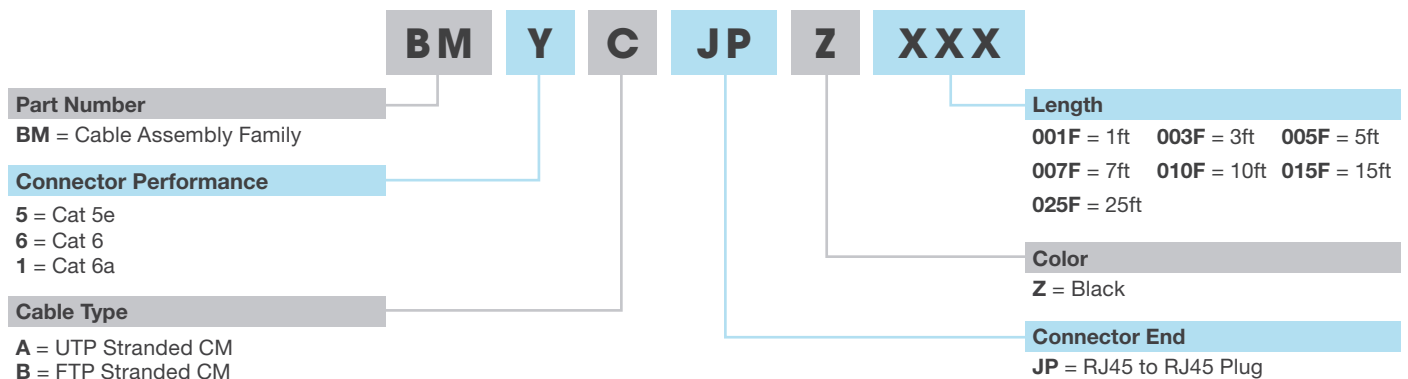 BM Y C JP Z XXX
Part Number
BM = Cable Assembly Family
Connector Performance
5 = Cat 5e
6 = Cat 6
1 = Cat 6a
Cable Type
A = UTP Stranded CM
B = FTP Stranded CM
Length
001F = 1ft 003F = 3ft 005F = 5ft
007F = 7ft 010F = 10ft 015F = 15ft
025F = 25ft
Color
Z = Black
Connector End
JP = RJ45 to RJ45 Plug